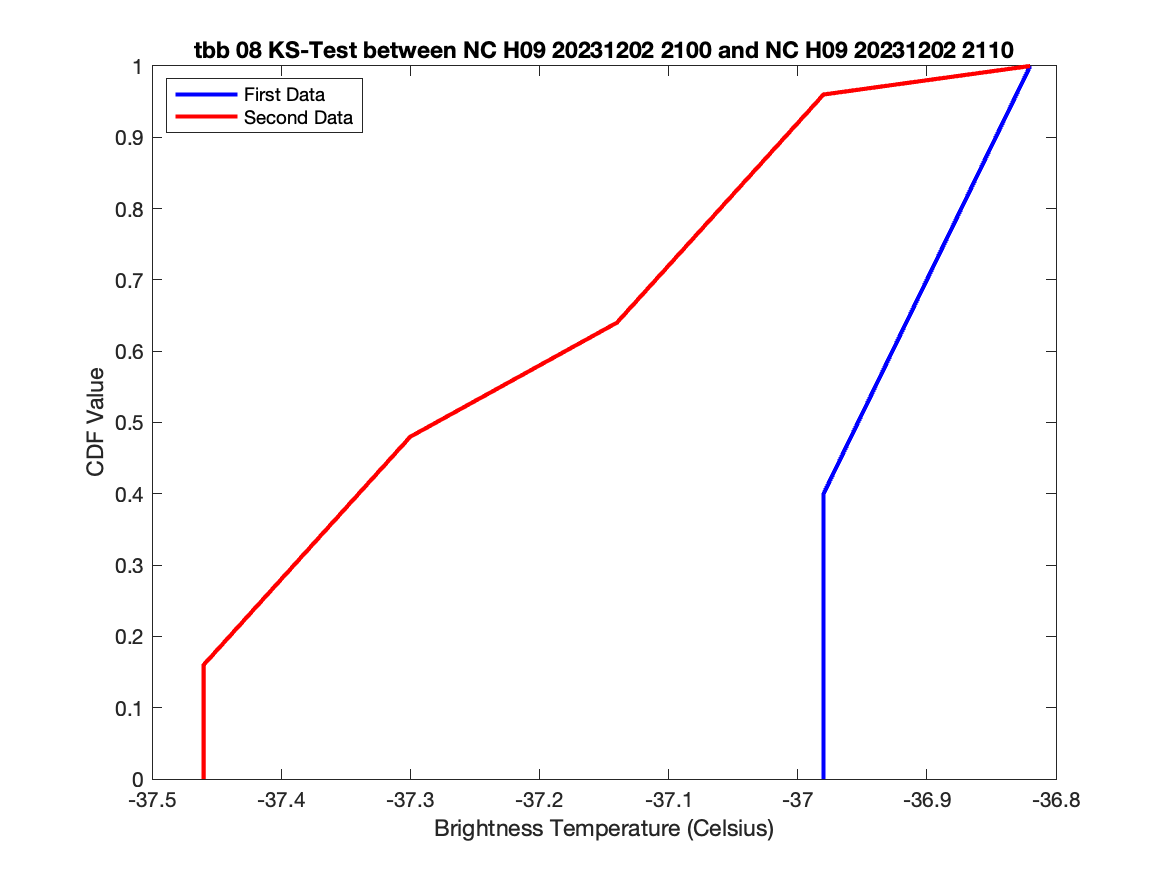 tbb 08 KS-Test between NC H09 20231202 2100 and NC H09 20231202 2110
First Data
Second Data
1
0.9
0.8
0.7
0.6
0.5
0.4
0.3
0.2
0.1
0
CDF Value
-37.5 -37.4 -37.3 -37.2 -37.1 -37 -36.9 -36.8
Brightness Temperature (Celsius)